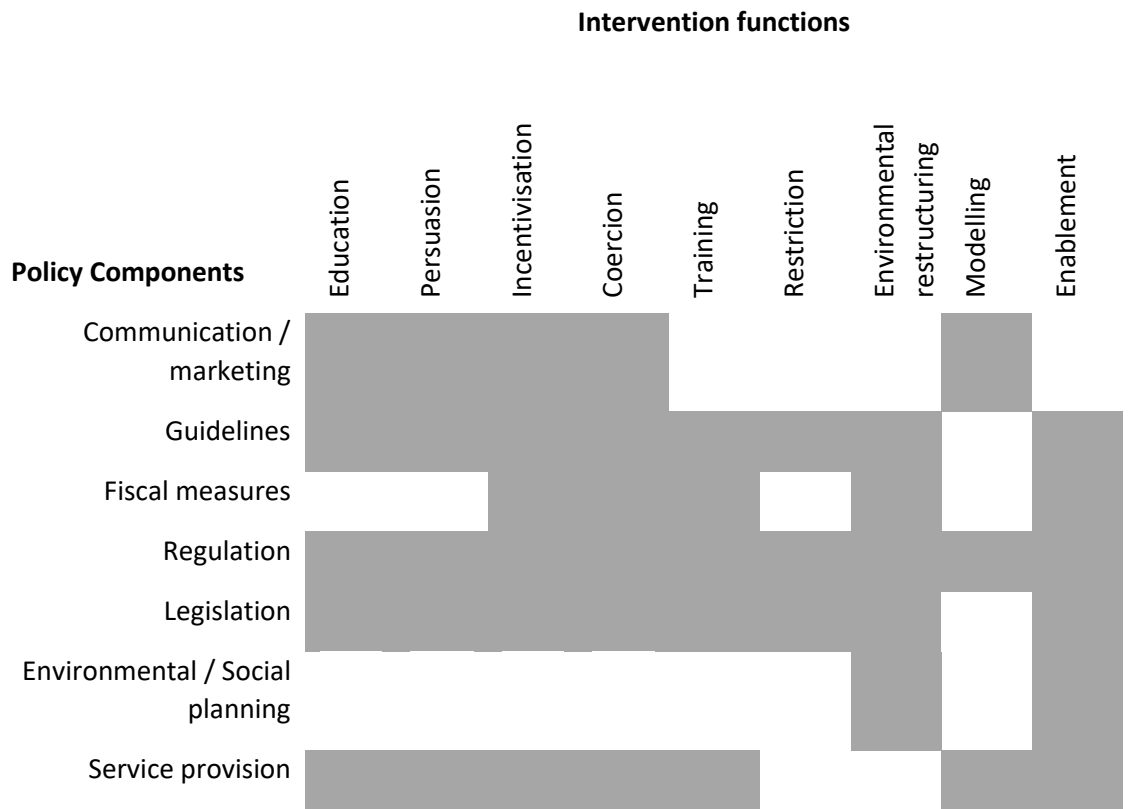 Intervention functions
Policy Components
Education
Persuasion
Incentivisation
Coercion
Training
Restriction
Environmental
restructuring
Modelling
Enablement
Communication /
marketing
Guidelines
Fiscal measures
Regulation
Legislation
Environmental / Social
planning
Service provision